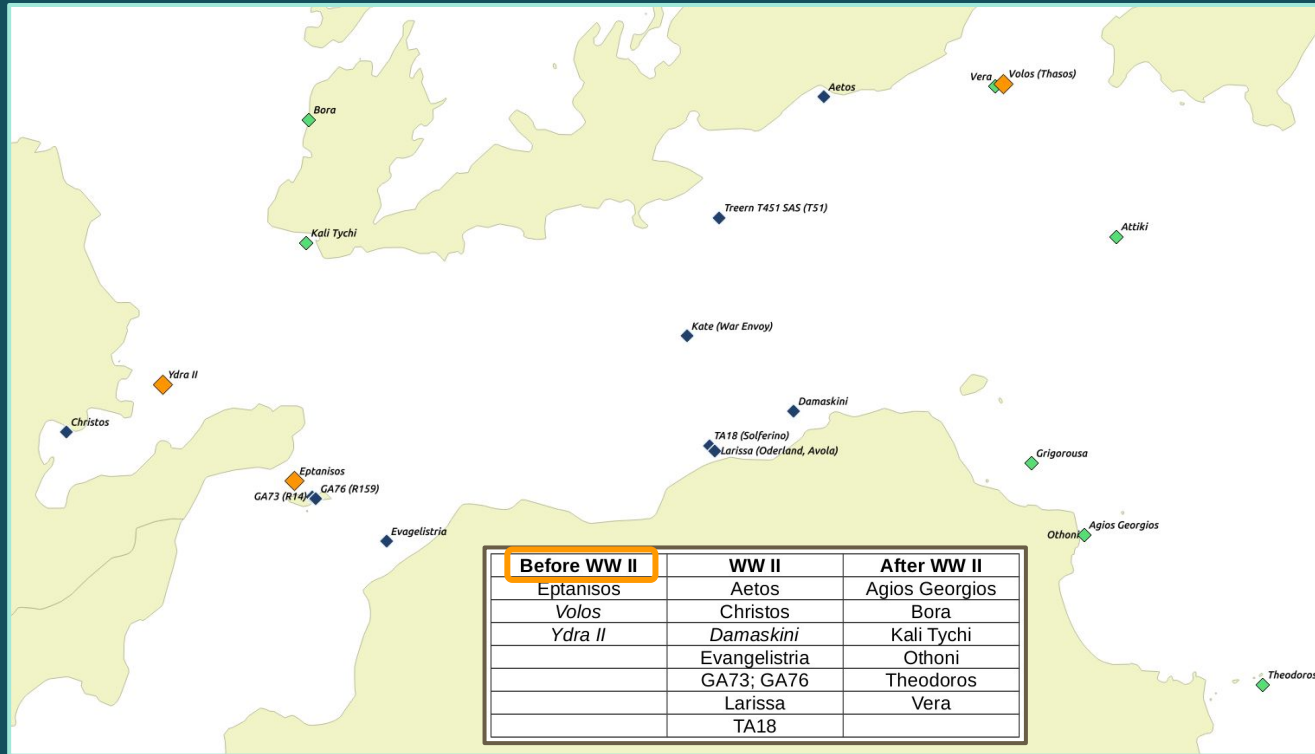 Aetos
Vera
Volos (Thasos)
Bora
Treern T451 SAS (T51)
Attiki
Kali Tychi
Kate (War Envoy)
Ydra II
Damaskini
Christos
TA18 (Solferino)
Larissa (Oderland, Avola)
Grigorousa
Eptanisos
GA73 (R14)
GA76 (R159)
Agios Georgios
Othoni
Evagelistria
Theodoros
Before WW II WW II After WW II
Eptanisos Aetos Agios Georgios
Volos Christos Bora
Ydra II Damaskini Kali Tychi
Evangelistria Othoni
GA73; GA76 Theodoros
Larissa Vera
TA18